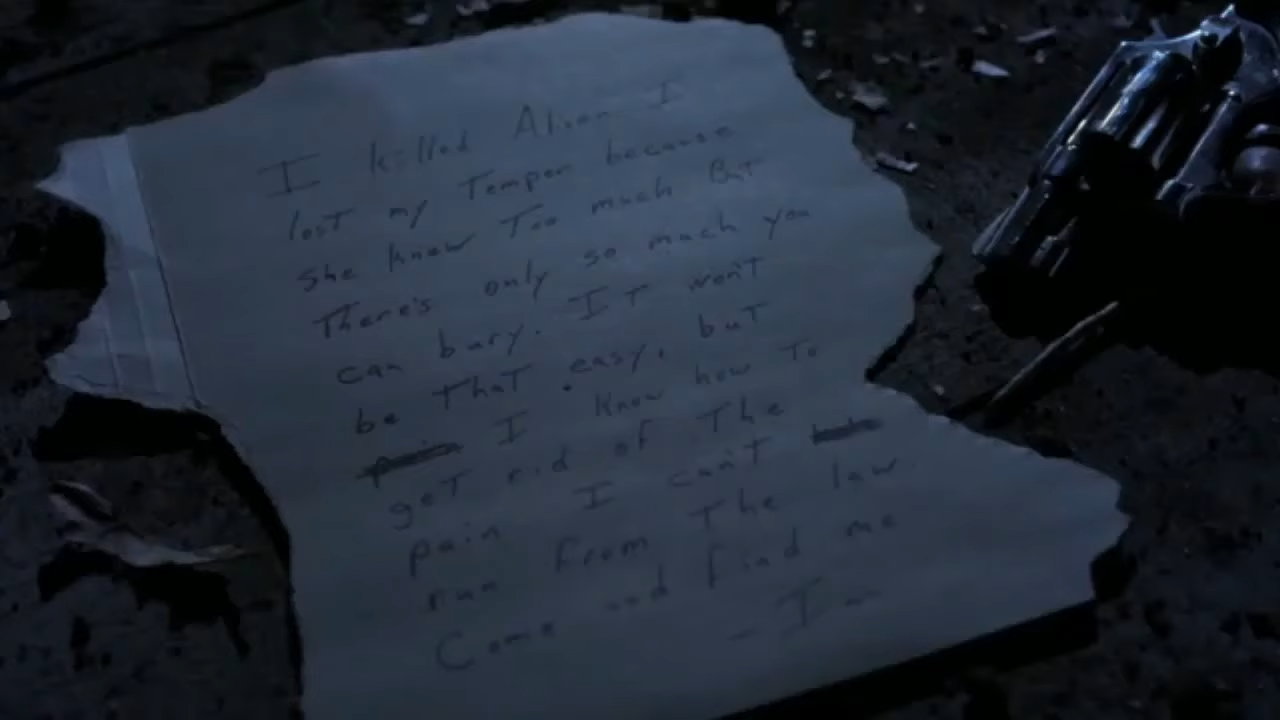 I killed Alison I
lost my Temper because
she knew Too much But
There's only so much you
can bury. IT won'T
be ThaT easy, buT
pain I know how To
geT rid of The
pain I can'T
run from The law
Come and find me
- Ian